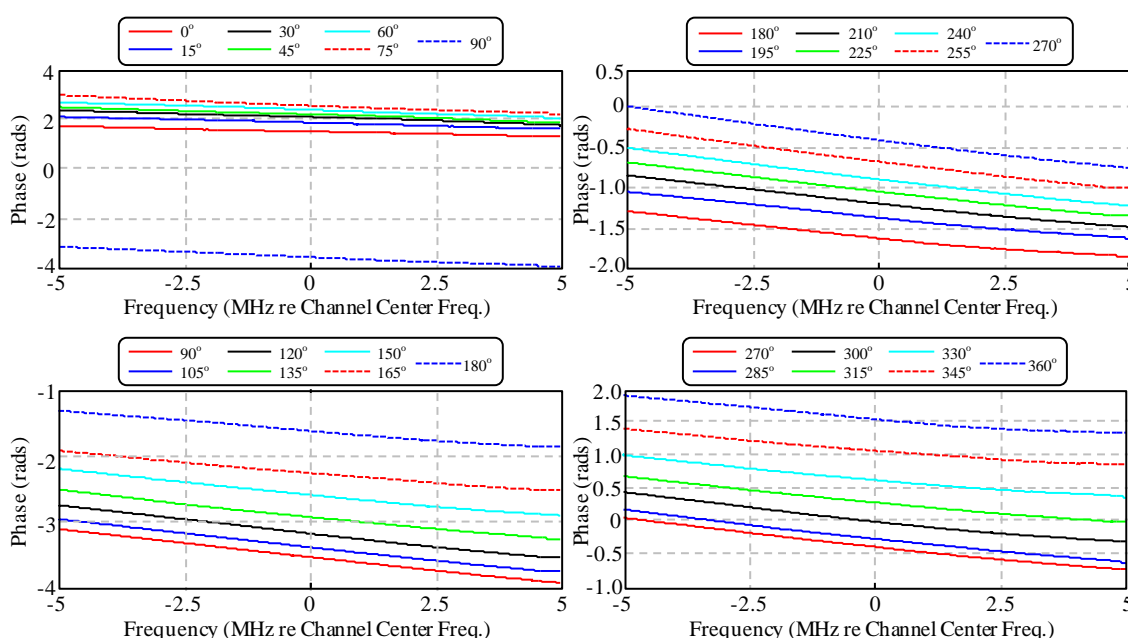 0° 30° 60° 90°
15° 45° 75°
4
2
0
-2
-4
Phase (rads)
-5 -2.5 0 2.5 5
Frequency (MHz re Channel Center Freq.)
180° 210° 240° 270°
195° 225° 255°
0.5
0
-0.5
-1.0
-1.5
-2.0
Phase (rads)
-5 -2.5 0 2.5 5
Frequency (MHz re Channel Center Freq.)
90° 120° 150° 180°
105° 135° 165°
-1
-2
-3
-4
Phase (rads)
-5 -2.5 0 2.5 5
Frequency (MHz re Channel Center Freq.)
270° 300° 330° 360°
285° 315° 345°
2.0
1.5
1.0
0.5
0
-0.5
-1.0
Phase (rads)
-5 -2.5 0 2.5 5
Frequency (MHz re Channel Center Freq.)